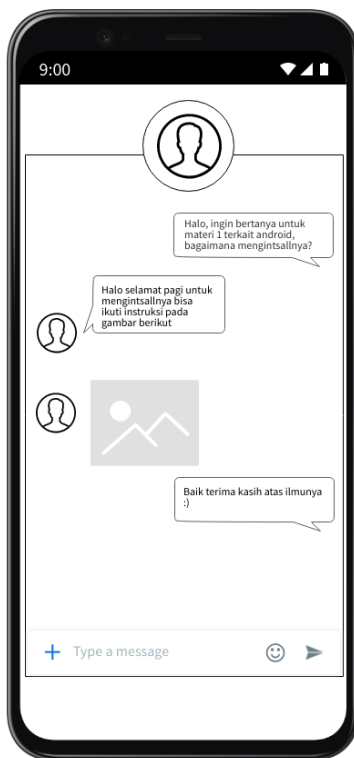 9:00
Halo, ingin bertanya untuk
materi 1 terkait android,
bagaimana mengintsallnya?
Halo selamat pagi untuk
mengintsallnya bisa
ikuti instruksi pada
gambar berikut
Baik terima kasih atas ilmunya
:)
Type a message